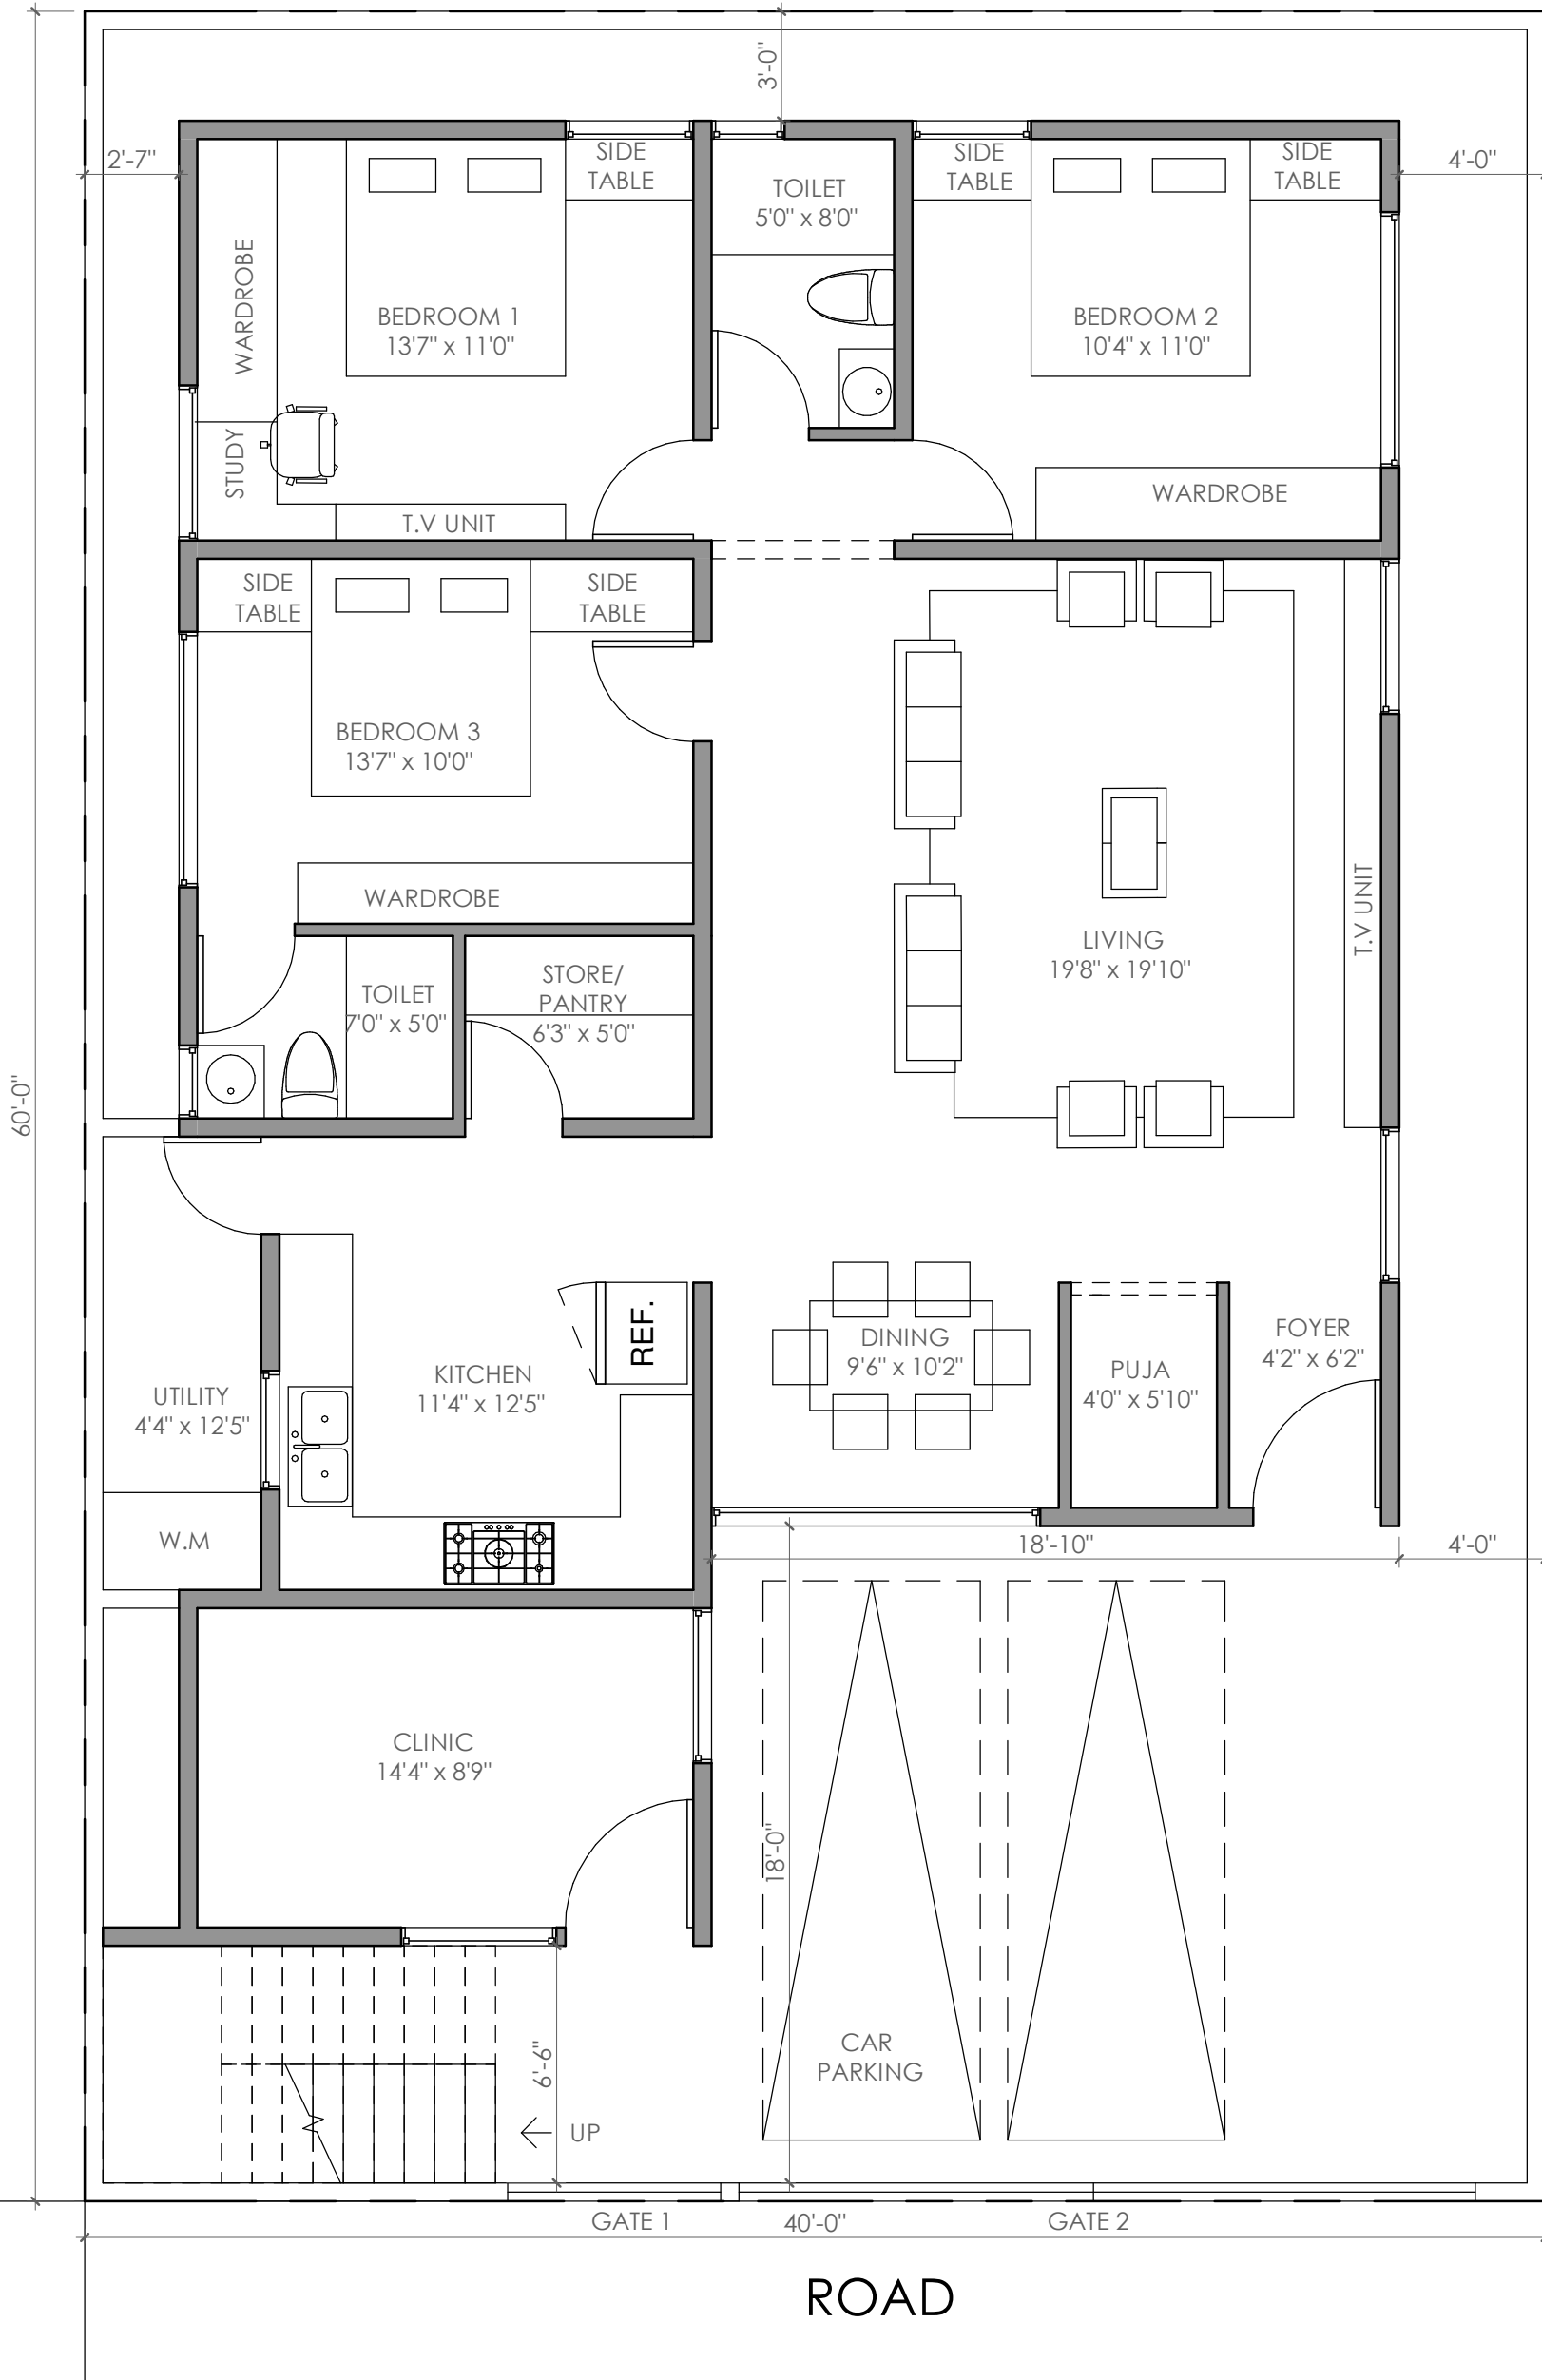 3'-0"
2'-7"
SIDE
TABLE
TOILET
5'0" x 8'0"
SIDE
TABLE
SIDE
TABLE
4'-0"
WARDROBE
BEDROOM 1
13'7" x 11'0"
BEDROOM 2
10'4" x 11'0"
STUDY
T.V UNIT
WARDROBE
SIDE
TABLE
SIDE
TABLE
BEDROOM 3
13'7" x 10'0"
WARDROBE
LIVING
19'8" x 19'10"
T.V UNIT
TOILET
7'0" x 5'0"
STORE/
PANTRY
6'3" x 5'0"
60'-0"
REF.
KITCHEN
11'4" x 12'5"
DINING
9'6" x 10'2"
PUJA
4'0" x 5'10"
FOYER
4'2" x 6'2"
UTILITY
4'4" x 12'5"
W.M
18'-10"
4'-0"
CLINIC
14'4" x 8'9"
18'-0"
CAR
PARKING
6'-6"
UP
GATE 1
40'-0"
GATE 2
ROAD